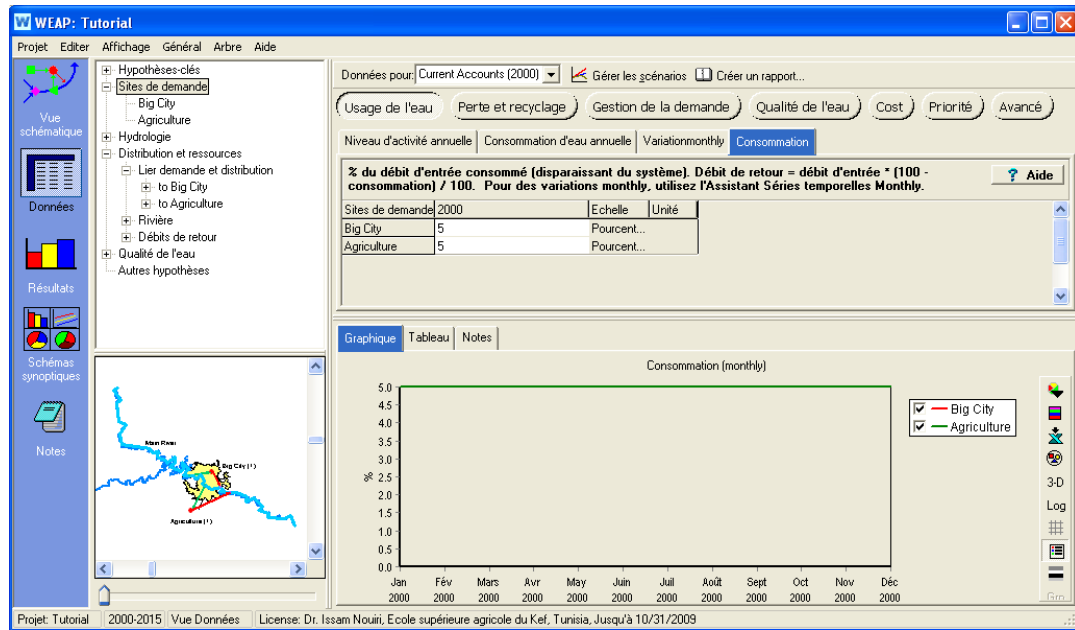 WEAP: Tutorial
Projet Editer Affichage Général Arbre Aide
Vue schématique
Données
Résultats
Schémas synoptiques
Notes
Hypothèses-clés
Sites de demande
Big City
Agriculture
Hydrologie
Distribution et ressources
Lier demande et distribution
to Big City
to Agriculture
Rivière
Débits de retour
Qualité de l'eau
Autres hypothèses
Main River
Big City (1)
Agriculture (1)
Données pour: Current Accounts (2000) Gérer les scénarios Créer un rapport...
Usage de l'eau Perte et recyclage Gestion de la demande Qualité de l'eau Cost Priorité Avancé
Niveau d'activité annuelle Consommation d'eau annuelle Variationmonthly Consommation
% du débit d'entrée consommé (disparaissant du système). Débit de retour = débit d'entrée * (100 -
consommation) / 100. Pour des variations monthly, utilisez l'Assistant Séries temporelles Monthly.
? Aide
Sites de demande 2000 Echelle Unité
Big City 5 Pourcent...
Agriculture 5 Pourcent...
Graphique Tableau Notes
Consommation (monthly)
5.0
4.5
4.0
3.5
3.0
2.5
2.0
1.5
1.0
0.5
0.0
%
Jan Fév Mars Avr May Juin Juil Août Sept Oct Nov Déc
2000 2000 2000 2000 2000 2000 2000 2000 2000 2000 2000 2000
Big City
Agriculture
3-D
Log
Grp
Projet: Tutorial 2000-2015 Vue Données License: Dr. Issam Nouiri, Ecole supérieure agricole du Kef, Tunisia, Jusqu'à 10/31/2009